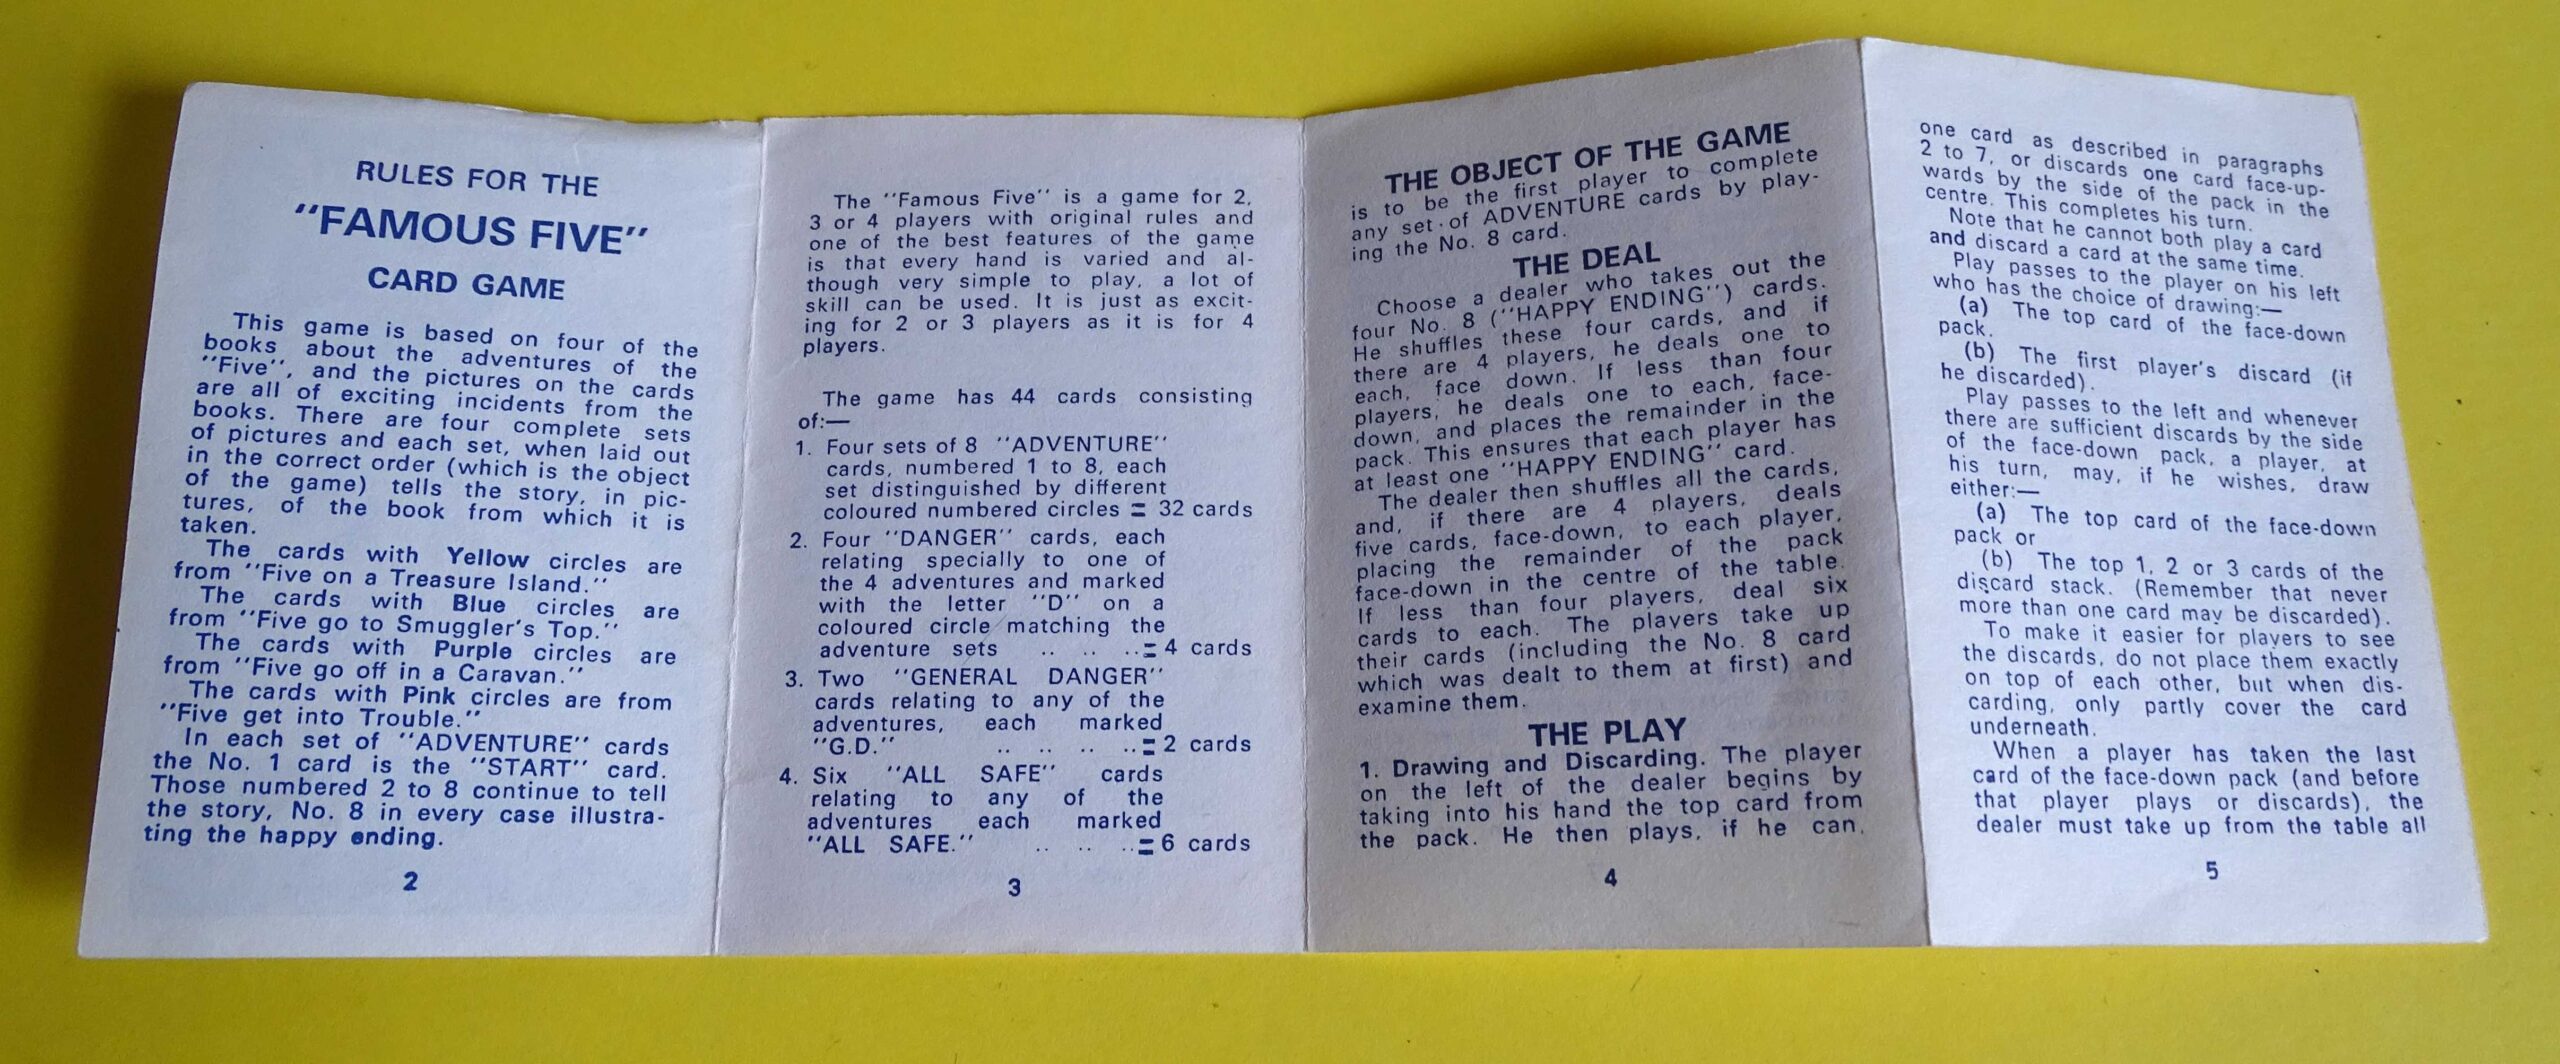 RULES FOR THE
"FAMOUS FIVE"
CARD GAME
This game is based on four of the
books about the adventures of the
"Five", and the pictures on the cards
are all of exciting incidents from the
books. There are four complete sets
of pictures and each set, when laid out
in the correct order (which is the object
of the game) tells the story, in pic-
tures, of the book from which it is
taken.
The cards with Yellow circles are
from "Five on a Treasure Island."
The cards with Blue circles are
from "Five go to Smuggler's Top."
The cards with Purple circles are
from "Five go off in a Caravan."
The cards with Pink circles are from
"Five get into Trouble."
In each set of "ADVENTURE" cards
the No. 1 card is the "START" card.
Those numbered 2 to 8 continue to tell
the story, No. 8 in every case illustra-
ting the happy ending.
2
The "Famous Five" is a game for 2,
3 or 4 players with original rules and
one of the best features of the game
is that every hand is varied and al-
though very simple to play, a lot of
skill can be used. It is just as excit-
ing for 2 or 3 players as it is for 4
players.
The game has 44 cards consisting
of:—
1. Four sets of 8 "ADVENTURE"
cards, numbered 1 to 8, each
set distinguished by different
coloured numbered circles = 32 cards
2. Four "DANGER" cards, each
relating specially to one of
the 4 adventures and marked
with the letter "D" on a
coloured circle matching the
adventure sets .. .. ..= 4 cards
3. Two "GENERAL DANGER"
cards relating to any of the
adventures, each marked
"G.D." .. .. .. ..= 2 cards
4. Six "ALL SAFE" cards
relating to any of the
adventures each marked
"ALL SAFE." .. .. ..= 6 cards
3
THE OBJECT OF THE GAME
is to be the first player to complete
any set of ADVENTURE cards by play-
ing the No. 8 card.
THE DEAL
Choose a dealer who takes out the
four No. 8 ("HAPPY ENDING") cards.
He shuffles these four cards, and if
there are 4 players, he deals one to
each, face down. If less than four
players, he deals one to each, face-
down, and places the remainder in the
pack. This ensures that each player has
at least one "HAPPY ENDING" card.
The dealer then shuffles all the cards,
and, if there are 4 players, deals
five cards, face-down, to each player,
placing the remainder of the pack
face-down in the centre of the table.
If less than four players, deal six
cards to each. The players take up
their cards (including the No. 8 card
which was dealt to them at first) and
examine them.
THE PLAY
1. Drawing and Discarding. The player
on the left of the dealer begins by
taking into his hand the top card from
the pack. He then plays, if he can,
4
one card as described in paragraphs
2 to 7, or discards one card face-up-
wards by the side of the pack in the
centre. This completes his turn.
Note that he cannot both play a card
and discard a card at the same time.
Play passes to the player on his left
who has the choice of drawing:—
(a) The top card of the face-down
pack.
(b) The first player's discard (if
he discarded).
Play passes to the left and whenever
there are sufficient discards by the side
of the face-down pack, a player, at
his turn, may, if he wishes, draw
either:—
(a) The top card of the face-down
pack or
(b) The top 1, 2 or 3 cards of the
discard stack. (Remember that never
more than one card may be discarded).
To make it easier for players to see
the discards, do not place them exactly
on top of each other, but when dis-
carding, only partly cover the card
underneath.
When a player has taken the last
card of the face-down pack (and before
that player plays or discards), the
dealer must take up from the table all
5